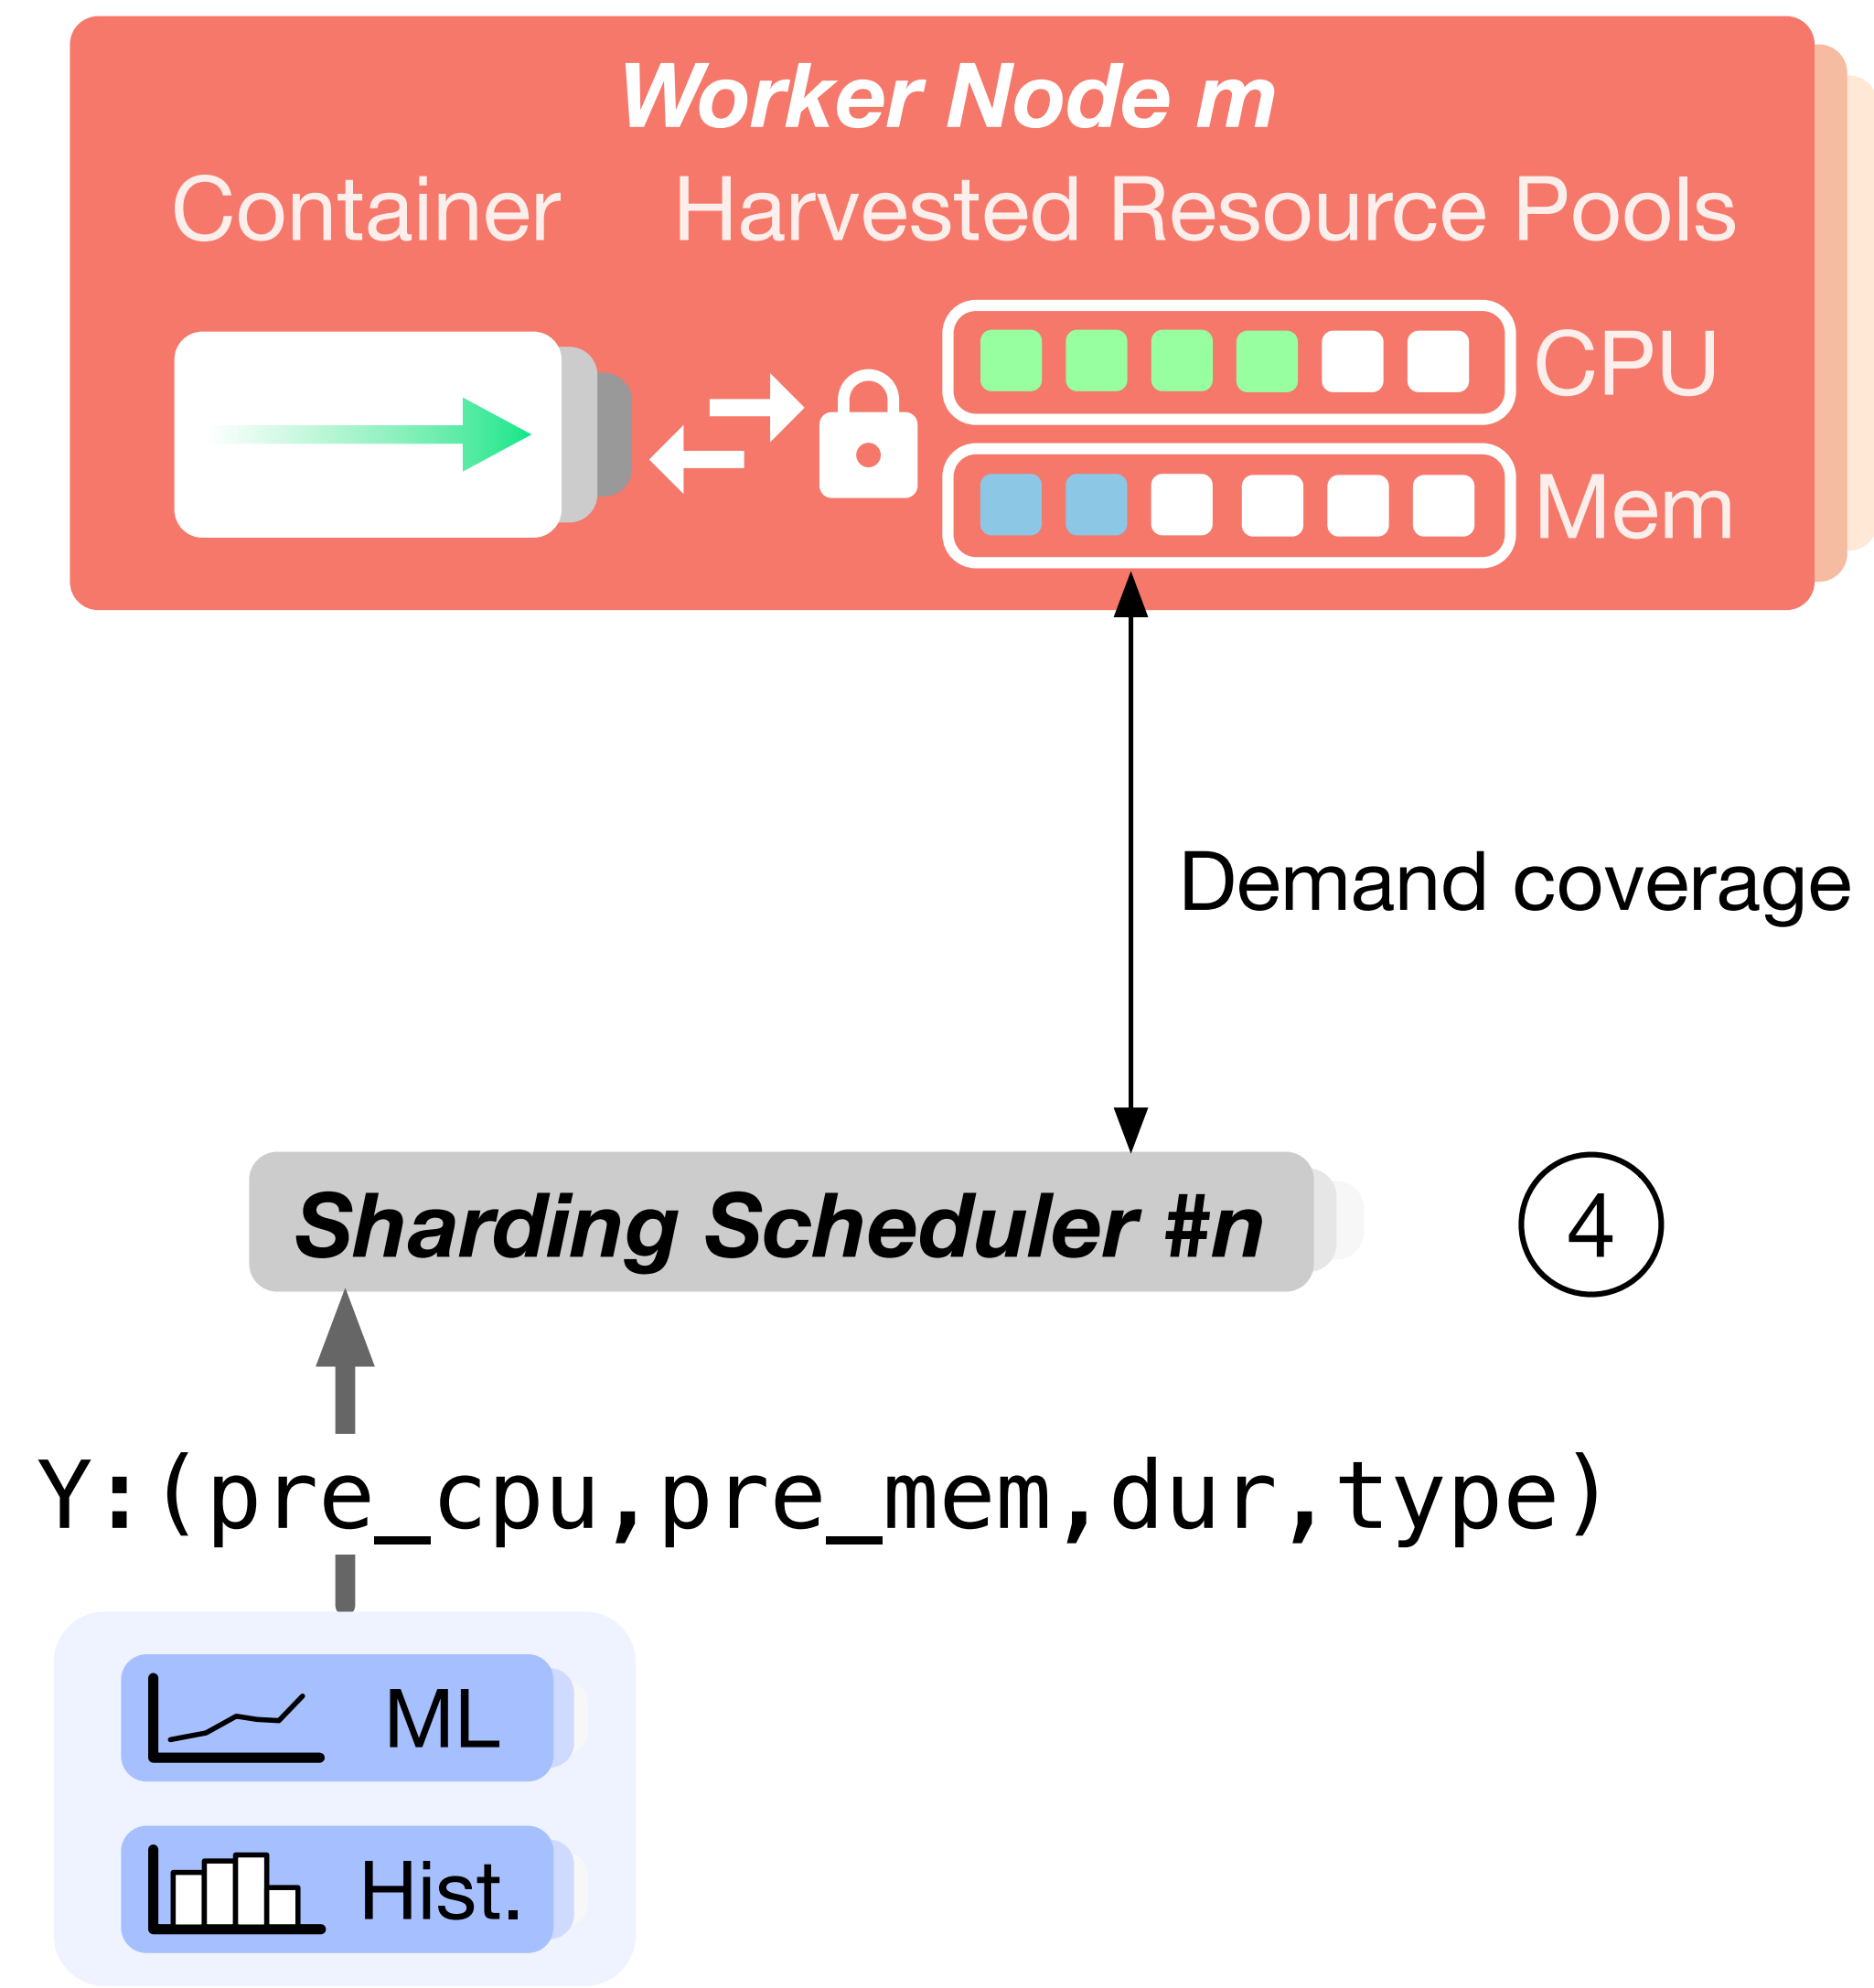 Worker Node m
Container Harvested Resource Pools
CPU
Mem
Demand coverage
Sharding Scheduler #n
4
Y:(pre_cpu,pre_mem,dur,type)
ML
Hist.